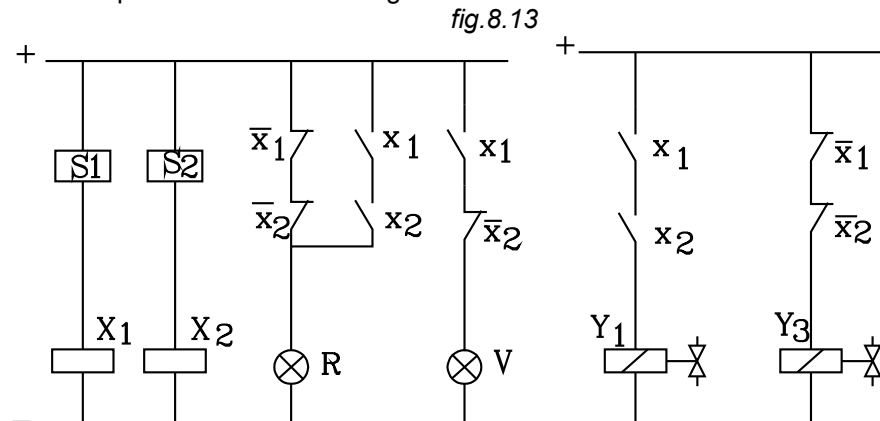 fig.8.13
+
+
S1
S2
x̅1
x1
x1
x1
x̅1
x̅2
x2
x̅2
x2
x̅2
X1
X2
R
V
Y1
Y3